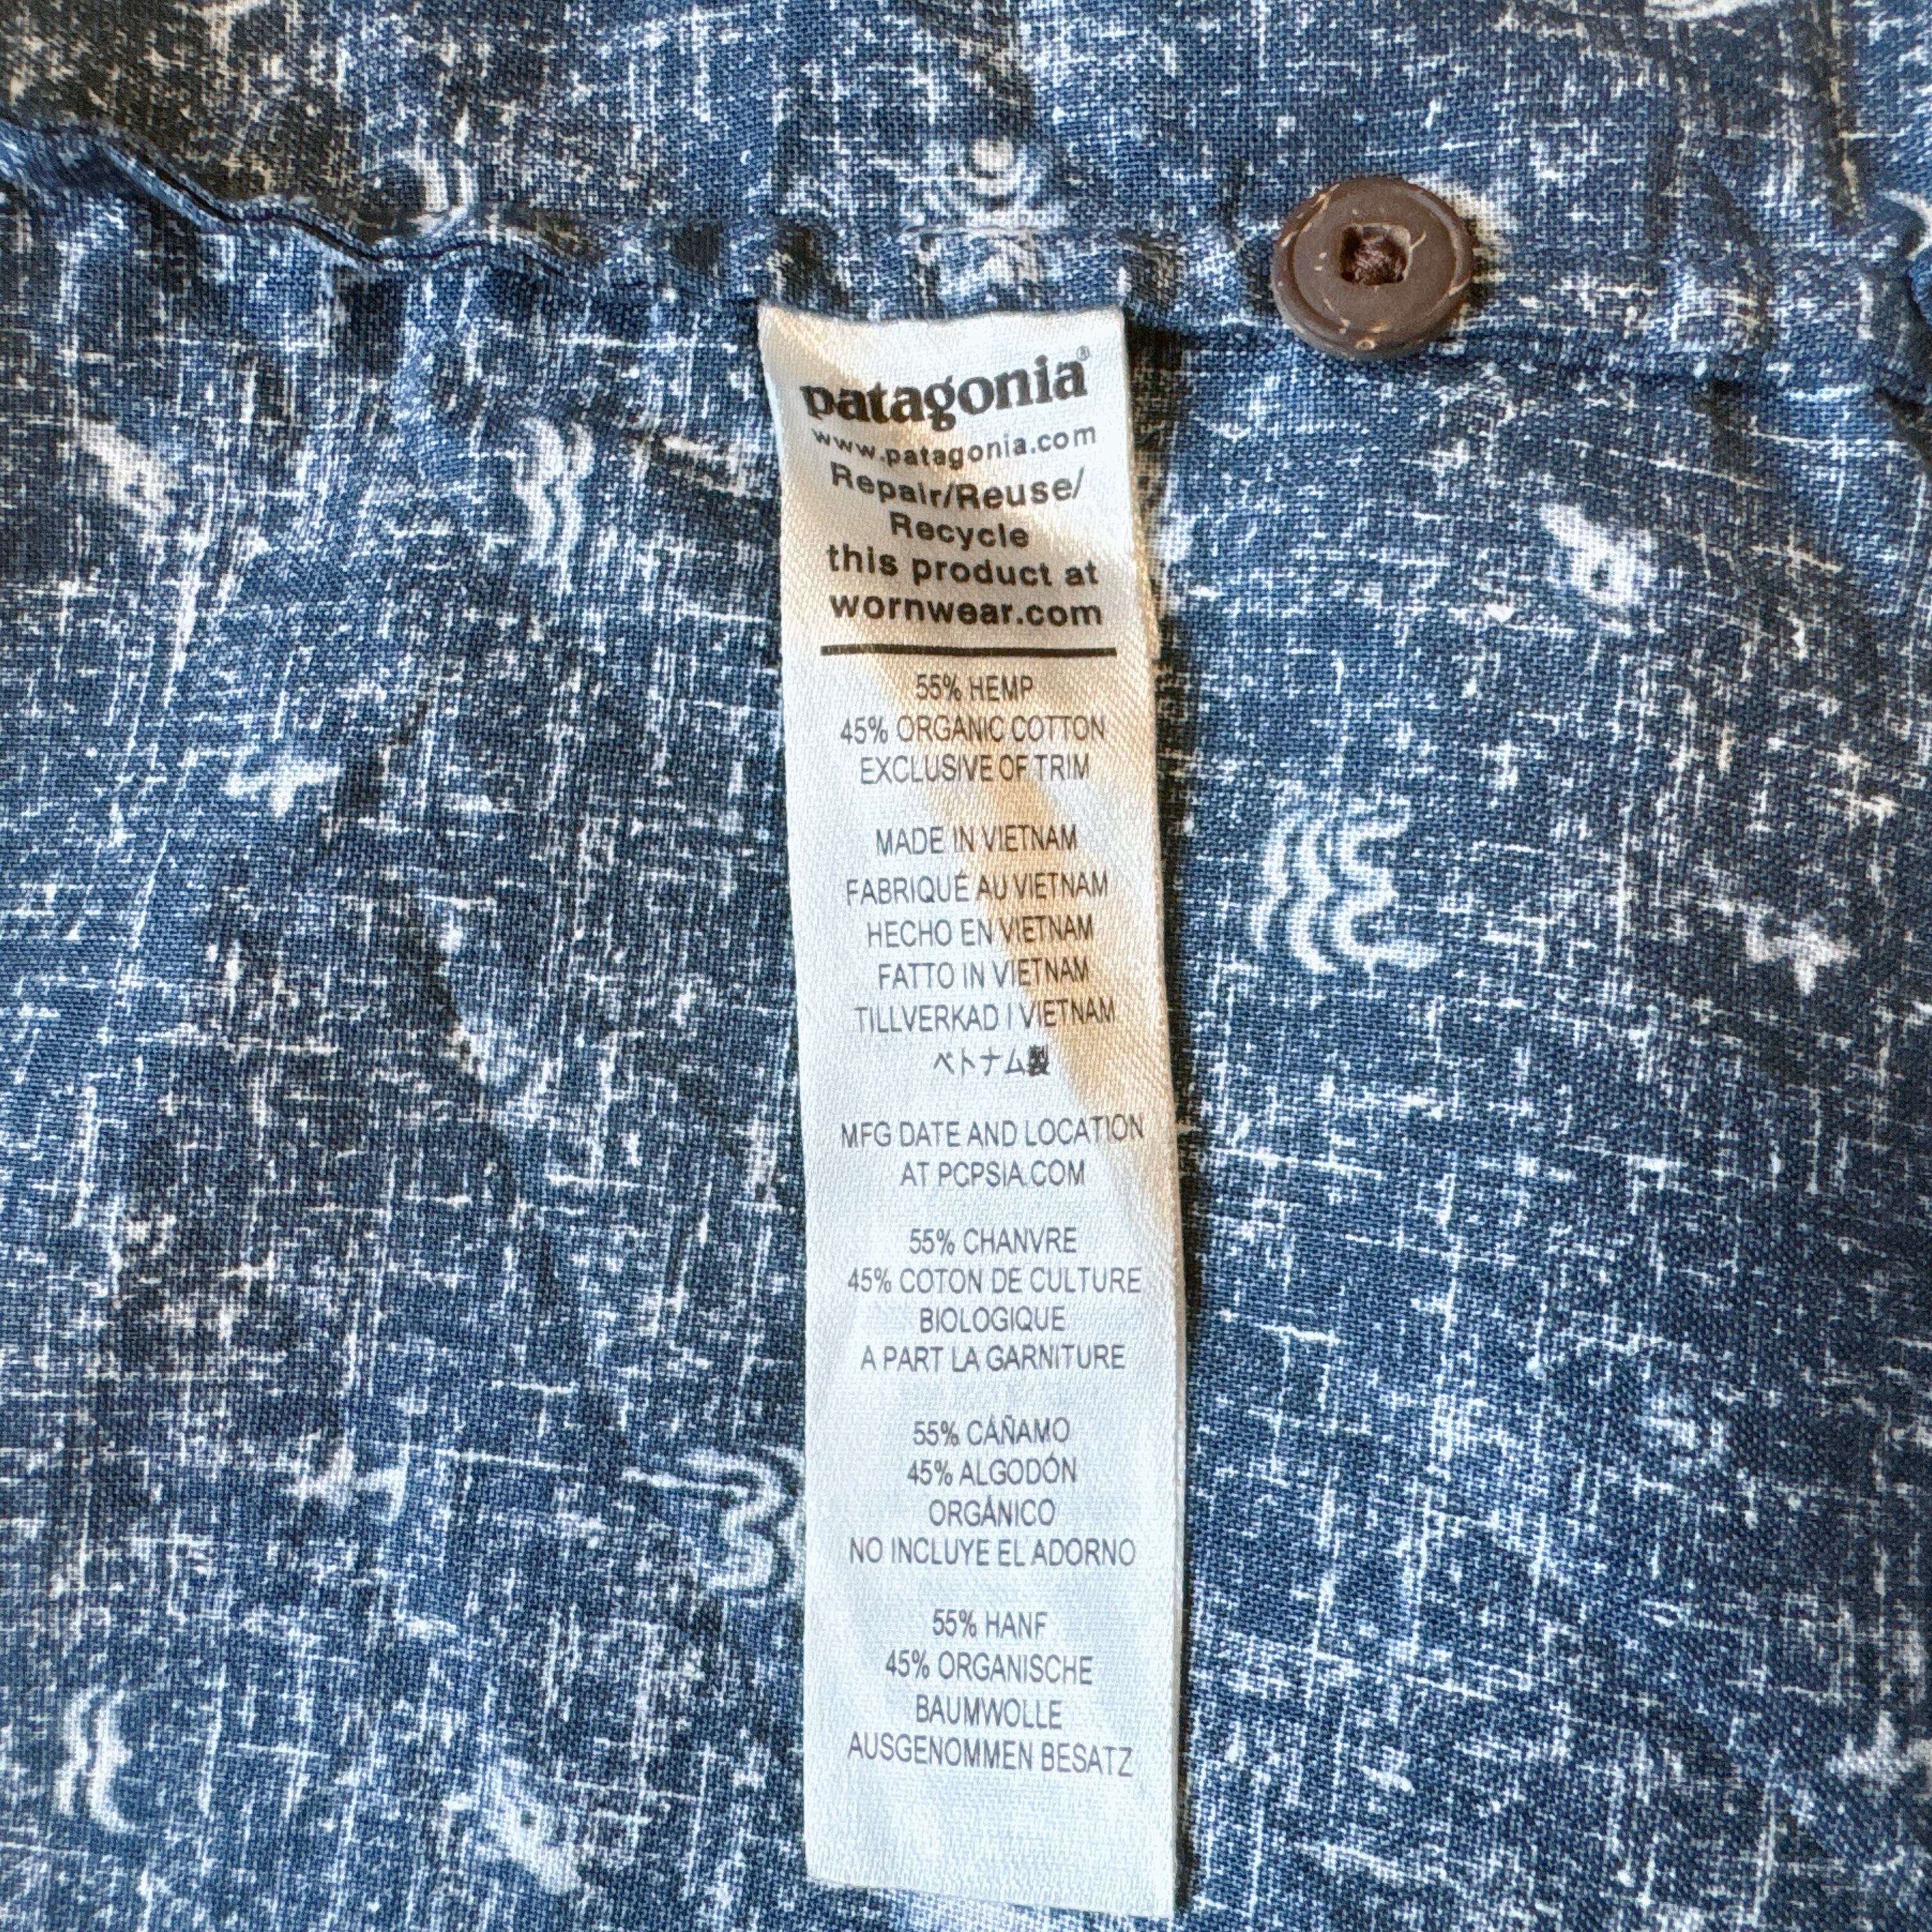 patagonia®
www.patagonia.com
Repair/Reuse/
Recycle
this product at
wornwear.com
55% HEMP
45% ORGANIC COTTON
EXCLUSIVE OF TRIM
MADE IN VIETNAM
FABRIQUÉ AU VIETNAM
HECHO EN VIETNAM
FATTO IN VIETNAM
TILLVERKAD I VIETNAM
ベトナム製
MFG DATE AND LOCATION
AT PCPSIA.COM
55% CHANVRE
45% COTON DE CULTURE
BIOLOGIQUE
A PART LA GARNITURE
55% CÁÑAMO
45% ALGODÓN
ORGÁNICO
NO INCLUYE EL ADORNO
55% HANF
45% ORGANISCHE
BAUMWOLLE
AUSGENOMMEN BESATZ